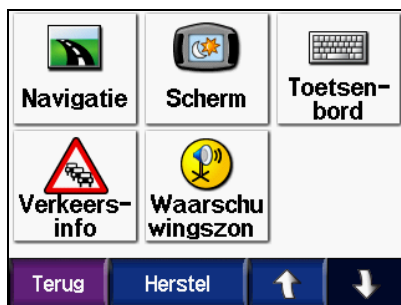 Navigatie
Scherm
Toetsen-
bord
Verkeers-
info
Waarschu
wingszon
Terug
Herstel